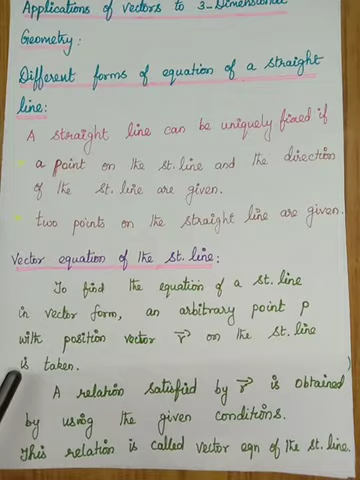 Applications of vectors to 3-Dimensional
Geometry:
Different forms of equation of a straight
line:
A straight line can be uniquely fixed if
a point on the st.line and the direction
of the st. line are given.
two points on the straight line are given.
Vector equation of the st.line:
To find the equation of a st.line
in vector form, an arbitrary point P
with position vector r⃗ on the st.line
is taken.
A relation satisfied by r⃗ is obtained
by using the given conditions.
This relation is called vector eqn of the st.line.